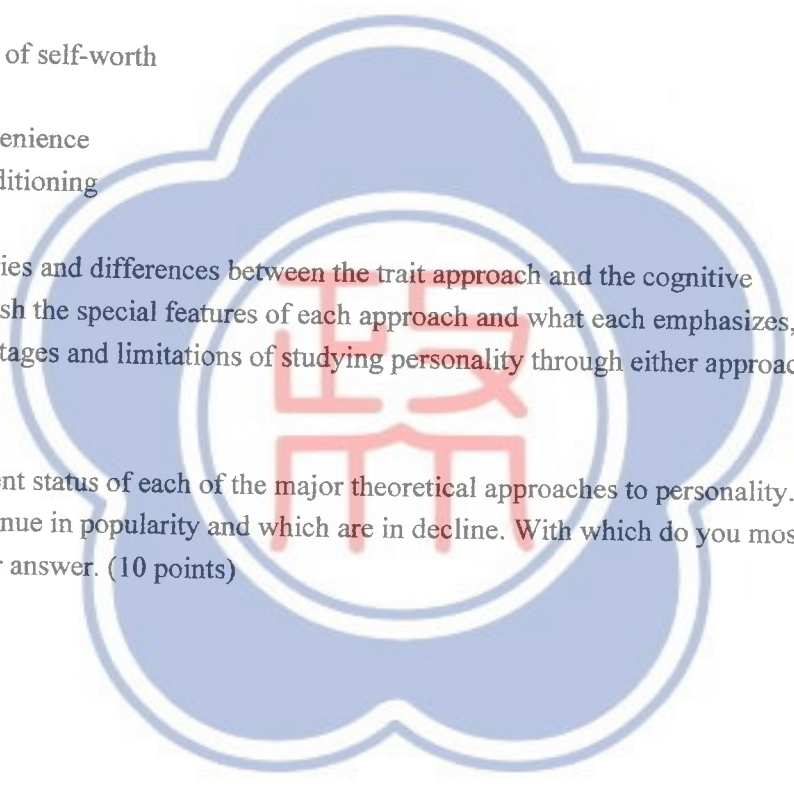 of self-worth
enience
ditioning
ies and differences between the trait approach and the cognitive
sh the special features of each approach and what each emphasizes,
tages and limitations of studying personality through either approac
nt status of each of the major theoretical approaches to personality.
nue in popularity and which are in decline. With which do you mos
r answer. (10 points)
政
大